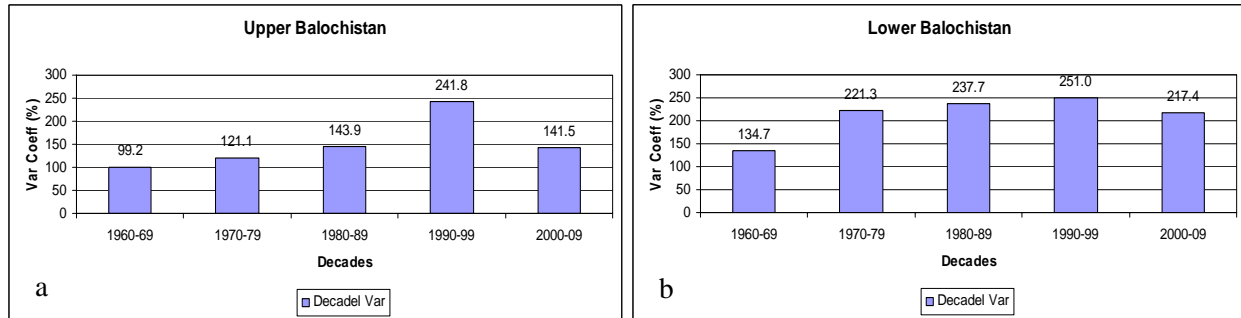 Upper Balochistan
Var Coeff (%)
300
250
200
150
100
50
0
99.2
121.1
143.9
241.8
141.5
1960-69 1970-79 1980-89 1990-99 2000-09
Decades
a
Decadel Var
Lower Balochistan
Var Coeff (%)
300
250
200
150
100
50
0
134.7
221.3
237.7
251.0
217.4
1960-69 1970-79 1980-89 1990-99 2000-09
Decades
b
Decadel Var